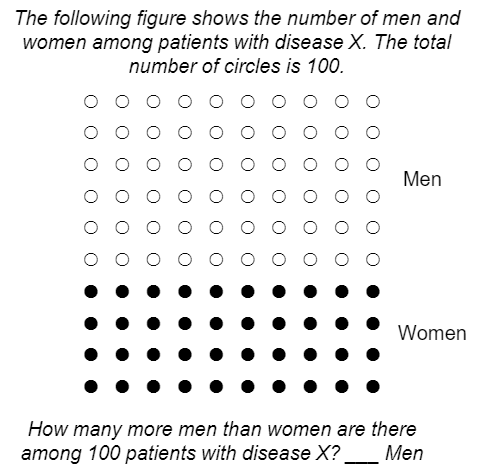 The following figure shows the number of men and
women among patients with disease X. The total
number of circles is 100.
Men
Women
How many more men than women are there
among 100 patients with disease X? ___ Men